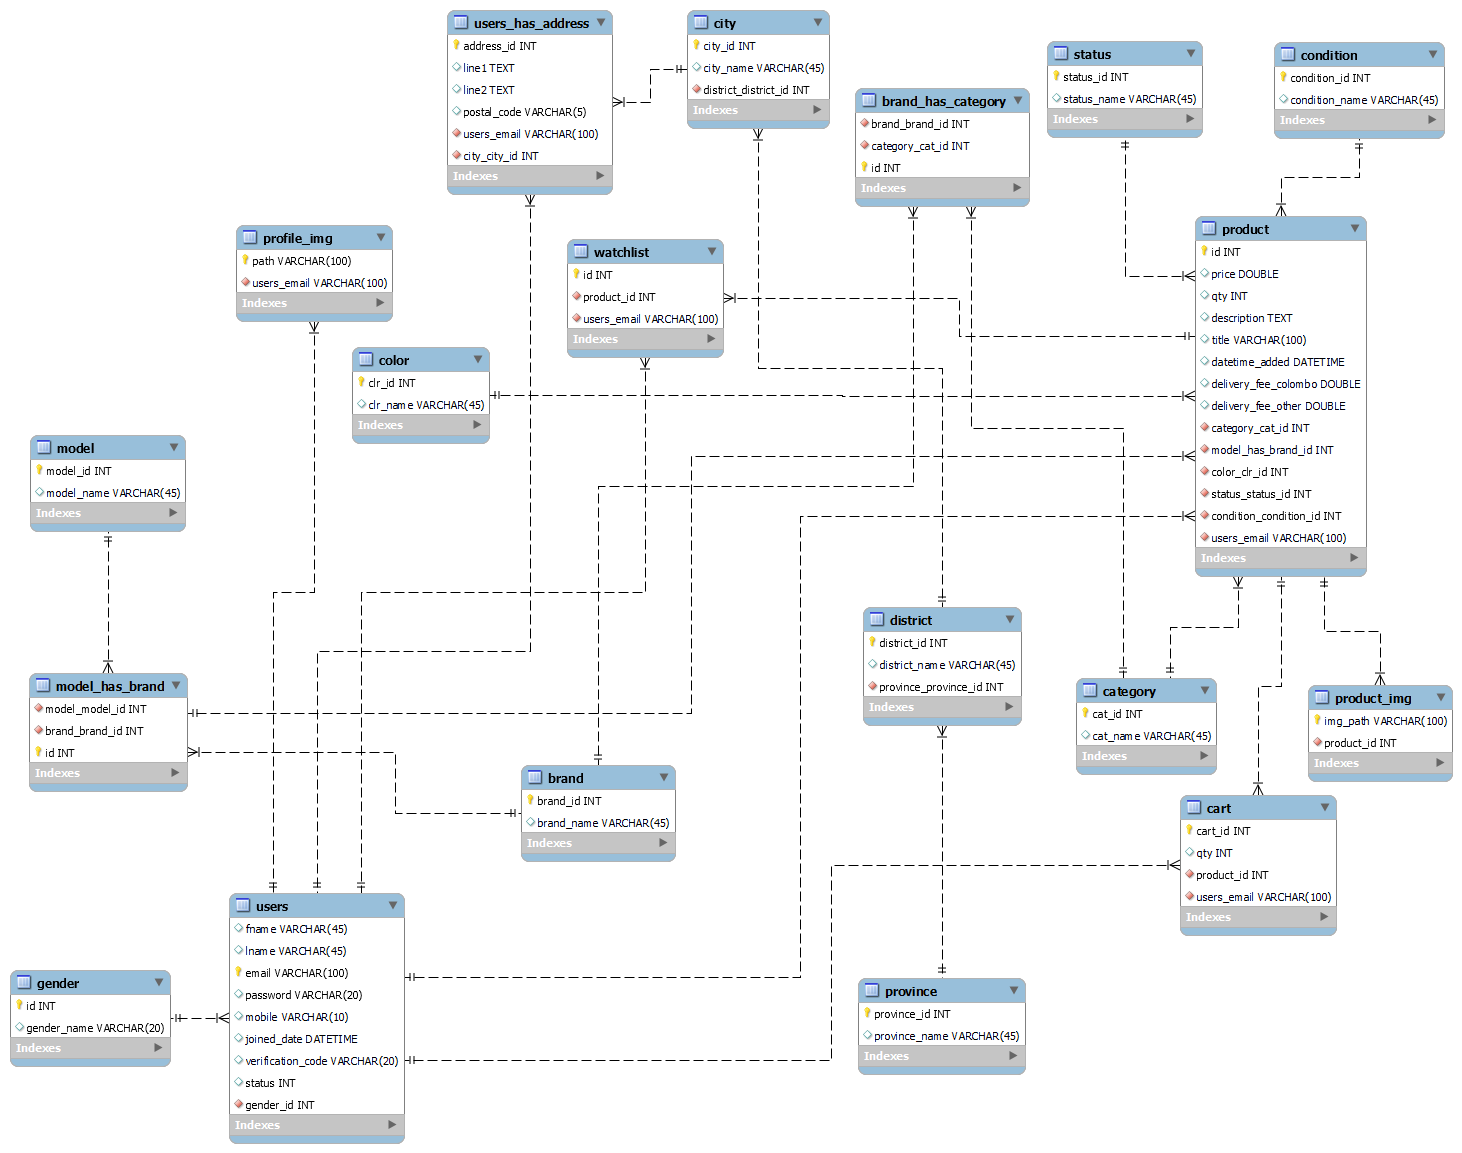 users_has_address
address_id INT
line1 TEXT
line2 TEXT
postal_code VARCHAR(5)
users_email VARCHAR(100)
city_city_id INT
Indexes
city
city_id INT
city_name VARCHAR(45)
district_district_id INT
Indexes
brand_has_category
brand_brand_id INT
category_cat_id INT
id INT
Indexes
status
status_id INT
status_name VARCHAR(45)
Indexes
condition
condition_id INT
condition_name VARCHAR(45)
Indexes
profile_img
path VARCHAR(100)
users_email VARCHAR(100)
Indexes
watchlist
id INT
product_id INT
users_email VARCHAR(100)
Indexes
product
id INT
price DOUBLE
qty INT
description TEXT
title VARCHAR(100)
datetime_added DATETIME
delivery_fee_colombo DOUBLE
delivery_fee_other DOUBLE
category_cat_id INT
model_has_brand_id INT
color_clr_id INT
status_status_id INT
condition_condition_id INT
users_email VARCHAR(100)
Indexes
color
clr_id INT
clr_name VARCHAR(45)
Indexes
model
model_id INT
model_name VARCHAR(45)
Indexes
model_has_brand
model_model_id INT
brand_brand_id INT
id INT
Indexes
brand
brand_id INT
brand_name VARCHAR(45)
Indexes
district
district_id INT
district_name VARCHAR(45)
province_province_id INT
Indexes
category
cat_id INT
cat_name VARCHAR(45)
Indexes
product_img
img_path VARCHAR(100)
product_id INT
Indexes
cart
cart_id INT
qty INT
product_id INT
users_email VARCHAR(100)
Indexes
users
fname VARCHAR(45)
lname VARCHAR(45)
email VARCHAR(100)
password VARCHAR(20)
mobile VARCHAR(10)
joined_date DATETIME
verification_code VARCHAR(20)
status INT
gender_id INT
Indexes
gender
id INT
gender_name VARCHAR(20)
Indexes
province
province_id INT
province_name VARCHAR(45)
Indexes